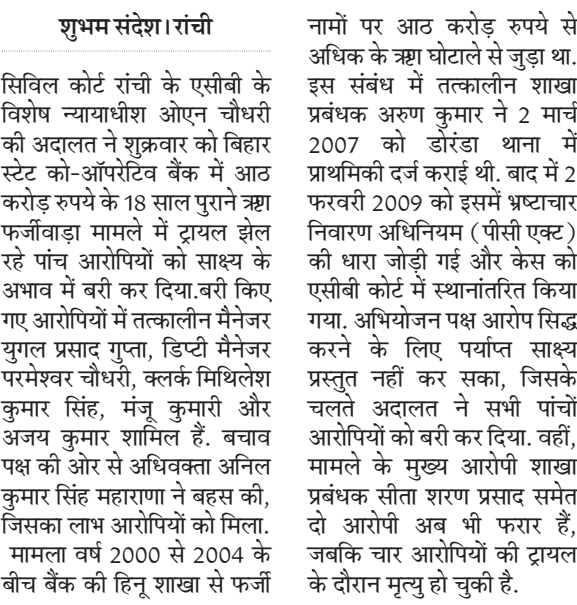 शुभम संदेश। रांची
सिविल कोर्ट रांची के एसीबी के
विशेष न्यायाधीश ओएन चौधरी
की अदालत ने शुक्रवार को बिहार
स्टेट को-ऑपरेटिव बैंक में आठ
करोड़ रुपये के 18 साल पुराने ऋण
फर्जीवाड़ा मामले में ट्रायल झेल
रहे पांच आरोपियों को साक्ष्य के
अभाव में बरी कर दिया.बरी किए
गए आरोपियों में तत्कालीन मैनेजर
युगल प्रसाद गुप्ता, डिप्टी मैनेजर
परमेश्वर चौधरी, क्लर्क मिथिलेश
कुमार सिंह, मंजू कुमारी और
अजय कुमार शामिल हैं. बचाव
पक्ष की ओर से अधिवक्ता अनिल
कुमार सिंह महाराणा ने बहस की,
जिसका लाभ आरोपियों को मिला.
मामला वर्ष 2000 से 2004 के
बीच बैंक की हिनू शाखा से फर्जी
नामों पर आठ करोड़ रुपये से
अधिक के ऋण घोटाले से जुड़ा था.
इस संबंध में तत्कालीन शाखा
प्रबंधक अरुण कुमार ने 2 मार्च
2007 को डोरंडा थाना में
प्राथमिकी दर्ज कराई थी. बाद में 2
फरवरी 2009 को इसमें भ्रष्टाचार
निवारण अधिनियम (पीसी एक्ट)
की धारा जोड़ी गई और केस को
एसीबी कोर्ट में स्थानांतरित किया
गया. अभियोजन पक्ष आरोप सिद्ध
करने के लिए पर्याप्त साक्ष्य
प्रस्तुत नहीं कर सका, जिसके
चलते अदालत ने सभी पांचों
आरोपियों को बरी कर दिया. वहीं,
मामले के मुख्य आरोपी शाखा
प्रबंधक सीता शरण प्रसाद समेत
दो आरोपी अब भी फरार हैं,
जबकि चार आरोपियों की ट्रायल
के दौरान मृत्यु हो चुकी है.